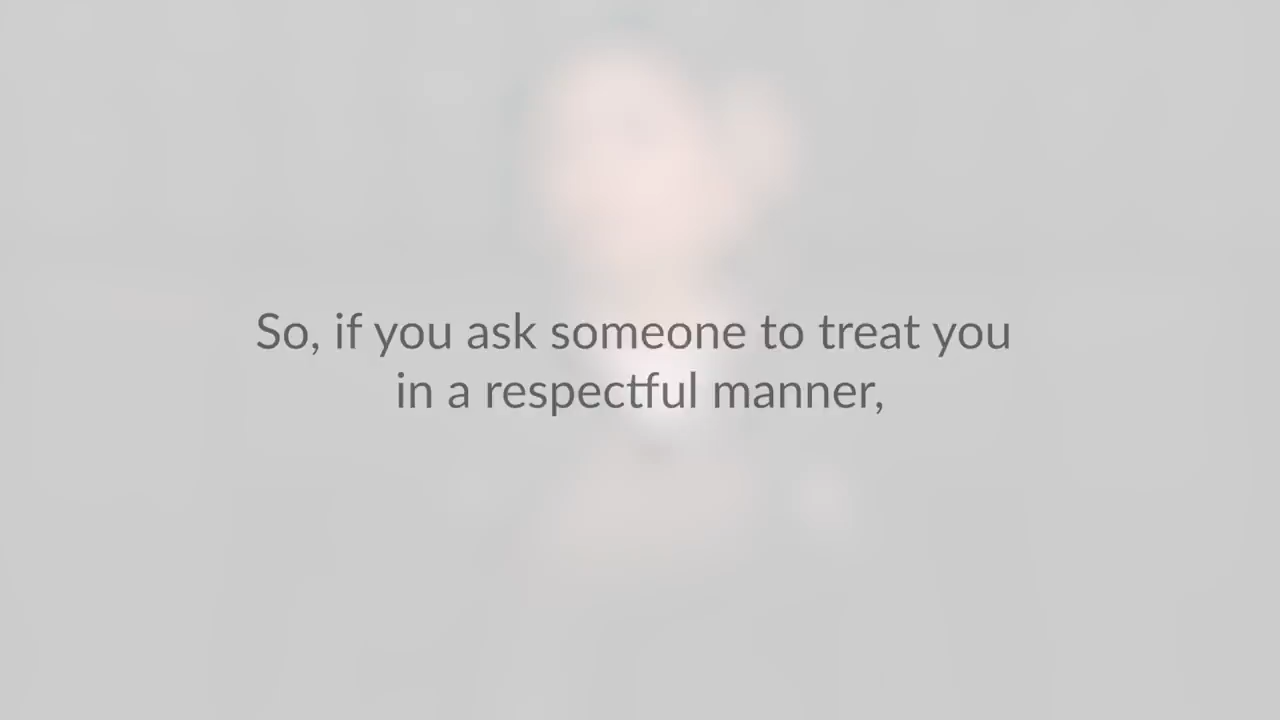 So, if you ask someone to treat you
in a respectful manner,